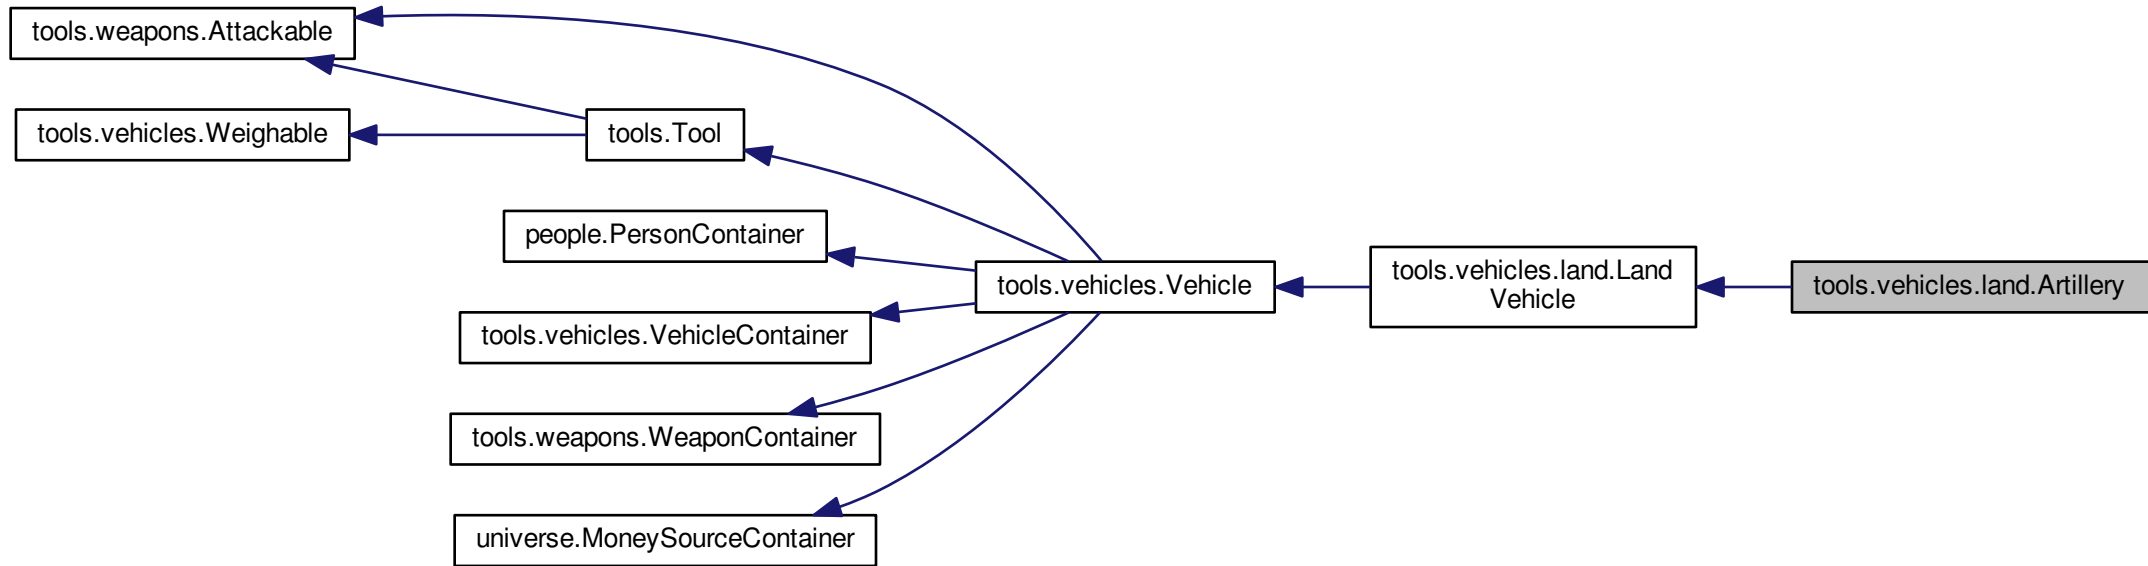 tools.weapons.Attackable
tools.vehicles.Weighable
tools.Tool
people.PersonContainer
tools.vehicles.VehicleContainer
tools.weapons.WeaponContainer
universe.MoneySourceContainer
tools.vehicles.Vehicle
tools.vehicles.land.Land
Vehicle
tools.vehicles.land.Artillery